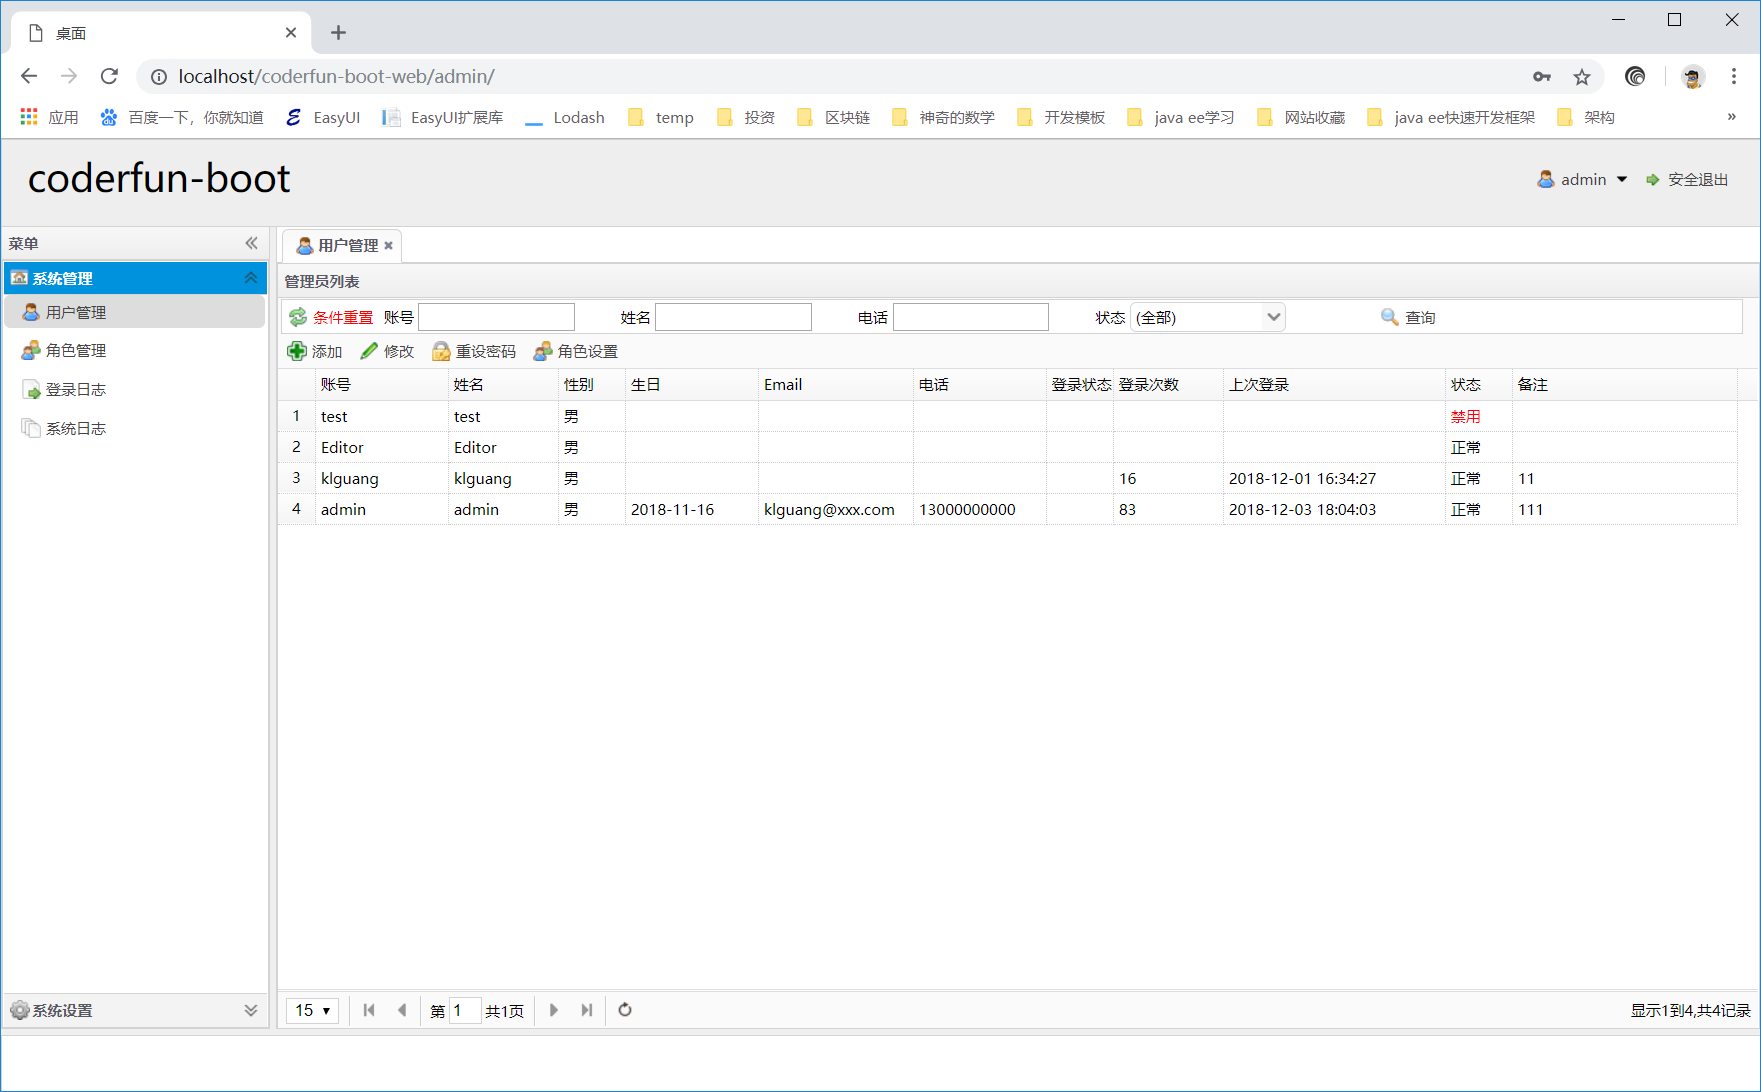 桌面
localhost/coderfun-boot-web/admin/
应用 百度一下，你就知道 EasyUI EasyUI扩展库 Lodash temp 投资 区块链 神奇的数学 开发模板 java ee学习 网站收藏 java ee快速开发框架 架构 »
coderfun-boot
admin 安全退出
菜单
用户管理
系统管理
管理员列表
用户管理
条件重置 账号 姓名 电话 状态 (全部) 查询
角色管理
添加 修改 重设密码 角色设置
登录日志
系统日志
账号 姓名 性别 生日 Email 电话 登录状态 登录次数 上次登录 状态 备注
1 test test 男 禁用
2 Editor Editor 男 正常
3 klguang klguang 男 16 2018-12-01 16:34:27 正常 11
4 admin admin 男 2018-11-16 klguang@xxx.com 13000000000 83 2018-12-03 18:04:03 正常 111
系统设置
15 第 1 共1页 显示1到4,共4记录